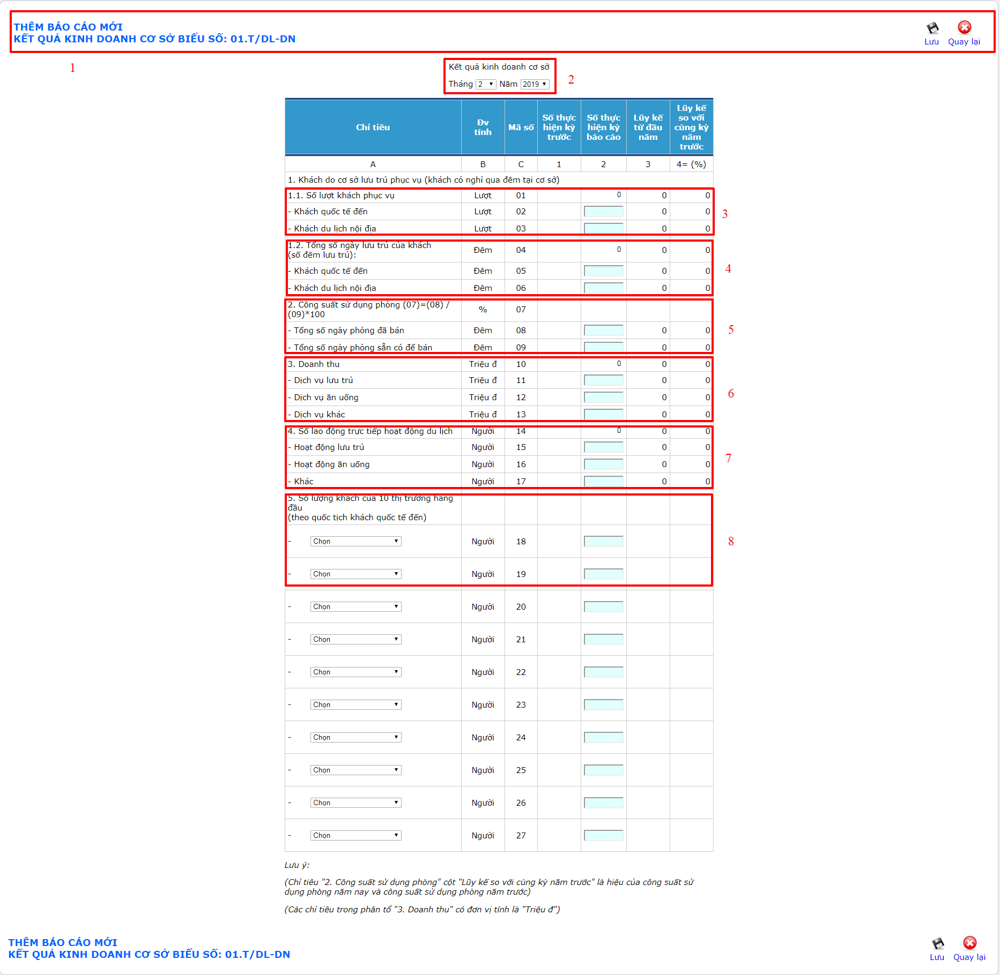 THÊM BÁO CÁO MỚI
KẾT QUẢ KINH DOANH CƠ SỞ BIỂU SỐ: 01.T/DL-DN
Lưu Quay lại
1
Kết quả kinh doanh cơ sở
Tháng 2 Năm 2019
2
Chỉ tiêu Đv tính Mã số Số thực hiện kỳ trước Số thực hiện kỳ báo cáo Lũy kế từ đầu năm Lũy kế so với cùng kỳ năm trước
A B C 1 2 3 4= (%)
1. Khách do cơ sở lưu trú phục vụ (khách có nghỉ qua đêm tại cơ sở)
1.1. Số lượt khách phục vụ Lượt 01 0 0 0
- Khách quốc tế đến Lượt 02 0 0
3
- Khách du lịch nội địa Lượt 03 0 0
1.2. Tổng số ngày lưu trú của khách
(số đêm lưu trú): Đêm 04 0 0 0
- Khách quốc tế đến Đêm 05 0 0
4
- Khách du lịch nội địa Đêm 06 0 0
2. Công suất sử dụng phòng (07)=(08) /
(09)*100 % 07
- Tổng số ngày phòng đã bán Đêm 08 0 0
5
- Tổng số ngày phòng sẵn có để bán Đêm 09 0 0
3. Doanh thu Triệu đ 10 0 0 0
- Dịch vụ lưu trú Triệu đ 11 0 0
6
- Dịch vụ ăn uống Triệu đ 12 0 0
- Dịch vụ khác Triệu đ 13 0 0
4. Số lao động trực tiếp hoạt động du lịch Người 14 0 0 0
- Hoạt động lưu trú Người 15 0 0
7
- Hoạt động ăn uống Người 16 0 0
- Khác Người 17 0 0
5. Số lượng khách của 10 thị trường hàng
đầu
(theo quốc tịch khách quốc tế đến)
- Chọn Người 18
8
- Chọn Người 19
- Chọn Người 20
- Chọn Người 21
- Chọn Người 22
- Chọn Người 23
- Chọn Người 24
- Chọn Người 25
- Chọn Người 26
- Chọn Người 27
Lưu ý:
(Chỉ tiêu "2. Công suất sử dụng phòng" cột "Lũy kế so với cùng kỳ năm trước" là hiệu của công suất sử
dụng phòng năm nay và công suất sử dụng phòng năm trước)
(Các chỉ tiêu trong phân tổ "3. Doanh thu" có đơn vị tính là "Triệu đ")
THÊM BÁO CÁO MỚI
KẾT QUẢ KINH DOANH CƠ SỞ BIỂU SỐ: 01.T/DL-DN
Lưu Quay lại